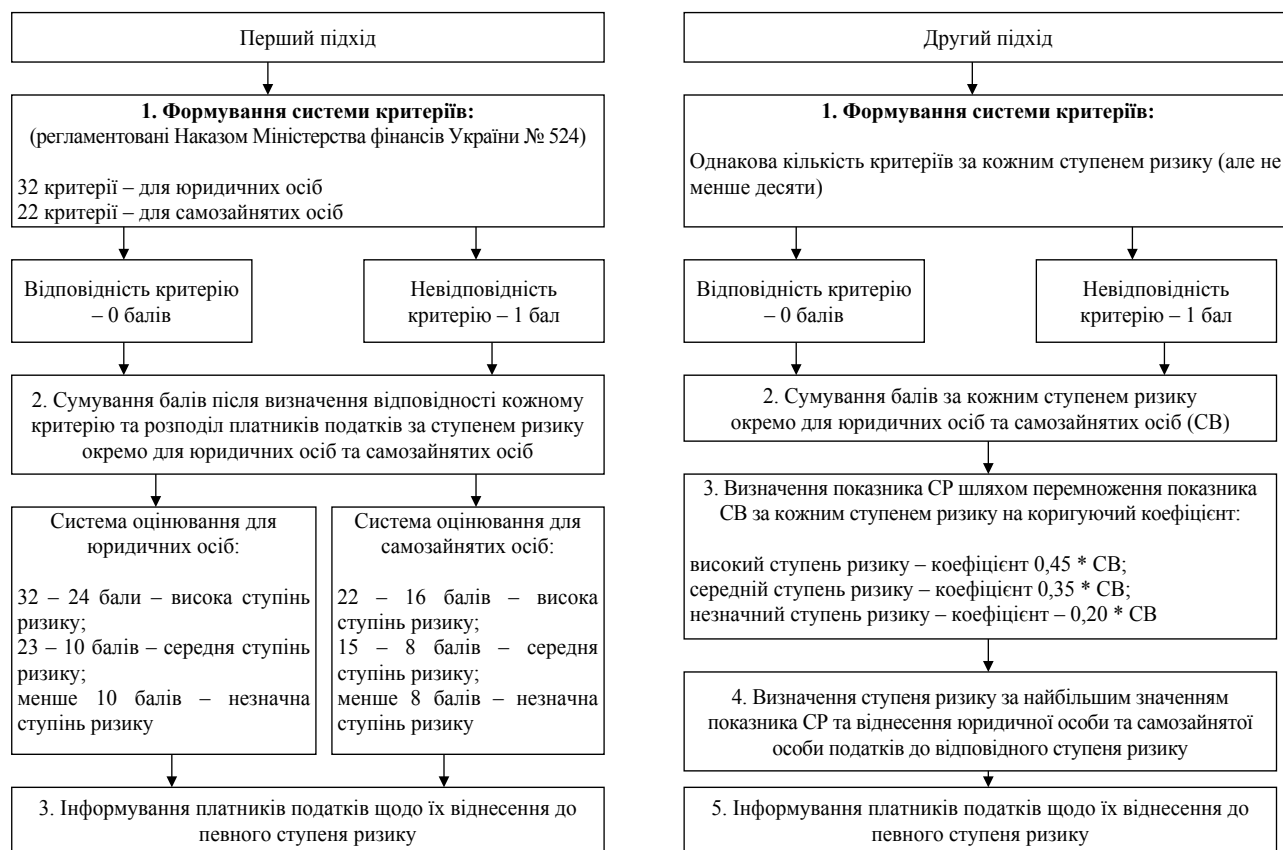 Перший підхід
1. Формування системи критеріїв:
(регламентовані Наказом Міністерства фінансів України № 524)
32 критерії – для юридичних осіб
22 критерії – для самозайнятих осіб
Відповідність критерію
– 0 балів
Невідповідність
критерію – 1 бал
2. Сумування балів після визначення відповідності кожному
критерію та розподіл платників податків за ступенем ризику
окремо для юридичних осіб та самозайнятих осіб
Система оцінювання для
юридичних осіб:
32 – 24 бали – висока ступінь
ризику;
23 – 10 балів – середня ступінь
ризику;
менше 10 балів – незначна
ступінь ризику
Система оцінювання для
самозайнятих осіб:
22 – 16 балів – висока
ступінь ризику;
15 – 8 балів – середня
ступінь ризику;
менше 8 балів – незначна
ступінь ризику
3. Інформування платників податків щодо їх віднесення до
певного ступеня ризику
Другий підхід
1. Формування системи критеріїв:
Однакова кількість критеріїв за кожним ступенем ризику (але не
менше десяти)
Відповідність критерію
– 0 балів
Невідповідність
критерію – 1 бал
2. Сумування балів за кожним ступенем ризику
окремо для юридичних осіб та самозайнятих осіб (СВ)
3. Визначення показника СР шляхом перемноження показника
СВ за кожним ступенем ризику на коригуючий коефіцієнт:
високий ступень ризику – коефіцієнт 0,45 * СВ;
середній ступень ризику – коефіцієнт 0,35 * СВ;
незначний ступень ризику – коефіцієнт – 0,20 * СВ
4. Визначення ступеня ризику за найбільшим значенням
показника СР та віднесення юридичної особи та самозайнятої
особи податків до відповідного ступеня ризику
5. Інформування платників податків щодо їх віднесення до
певного ступеня ризику